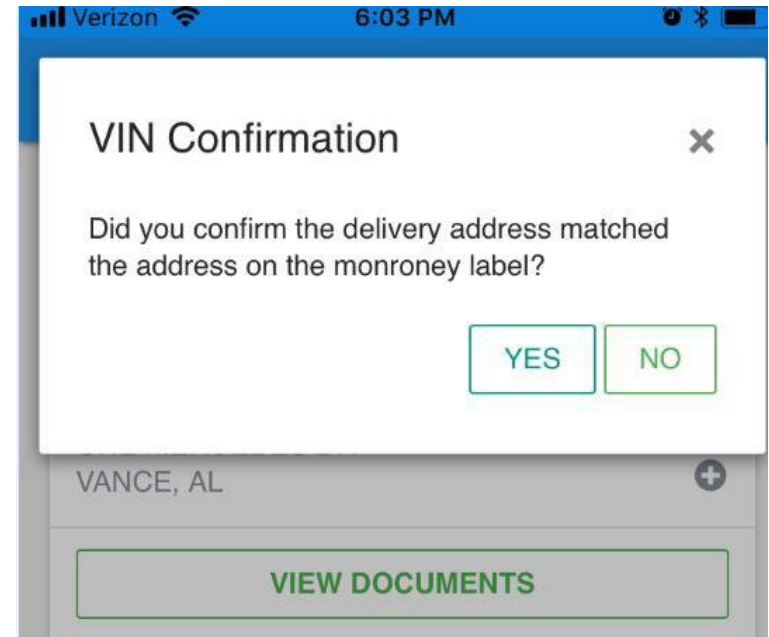 Verizon 6:03 PM
VIN Confirmation
Did you confirm the delivery address matched
the address on the monroney label?
YES NO
VANCE, AL
VIEW DOCUMENTS